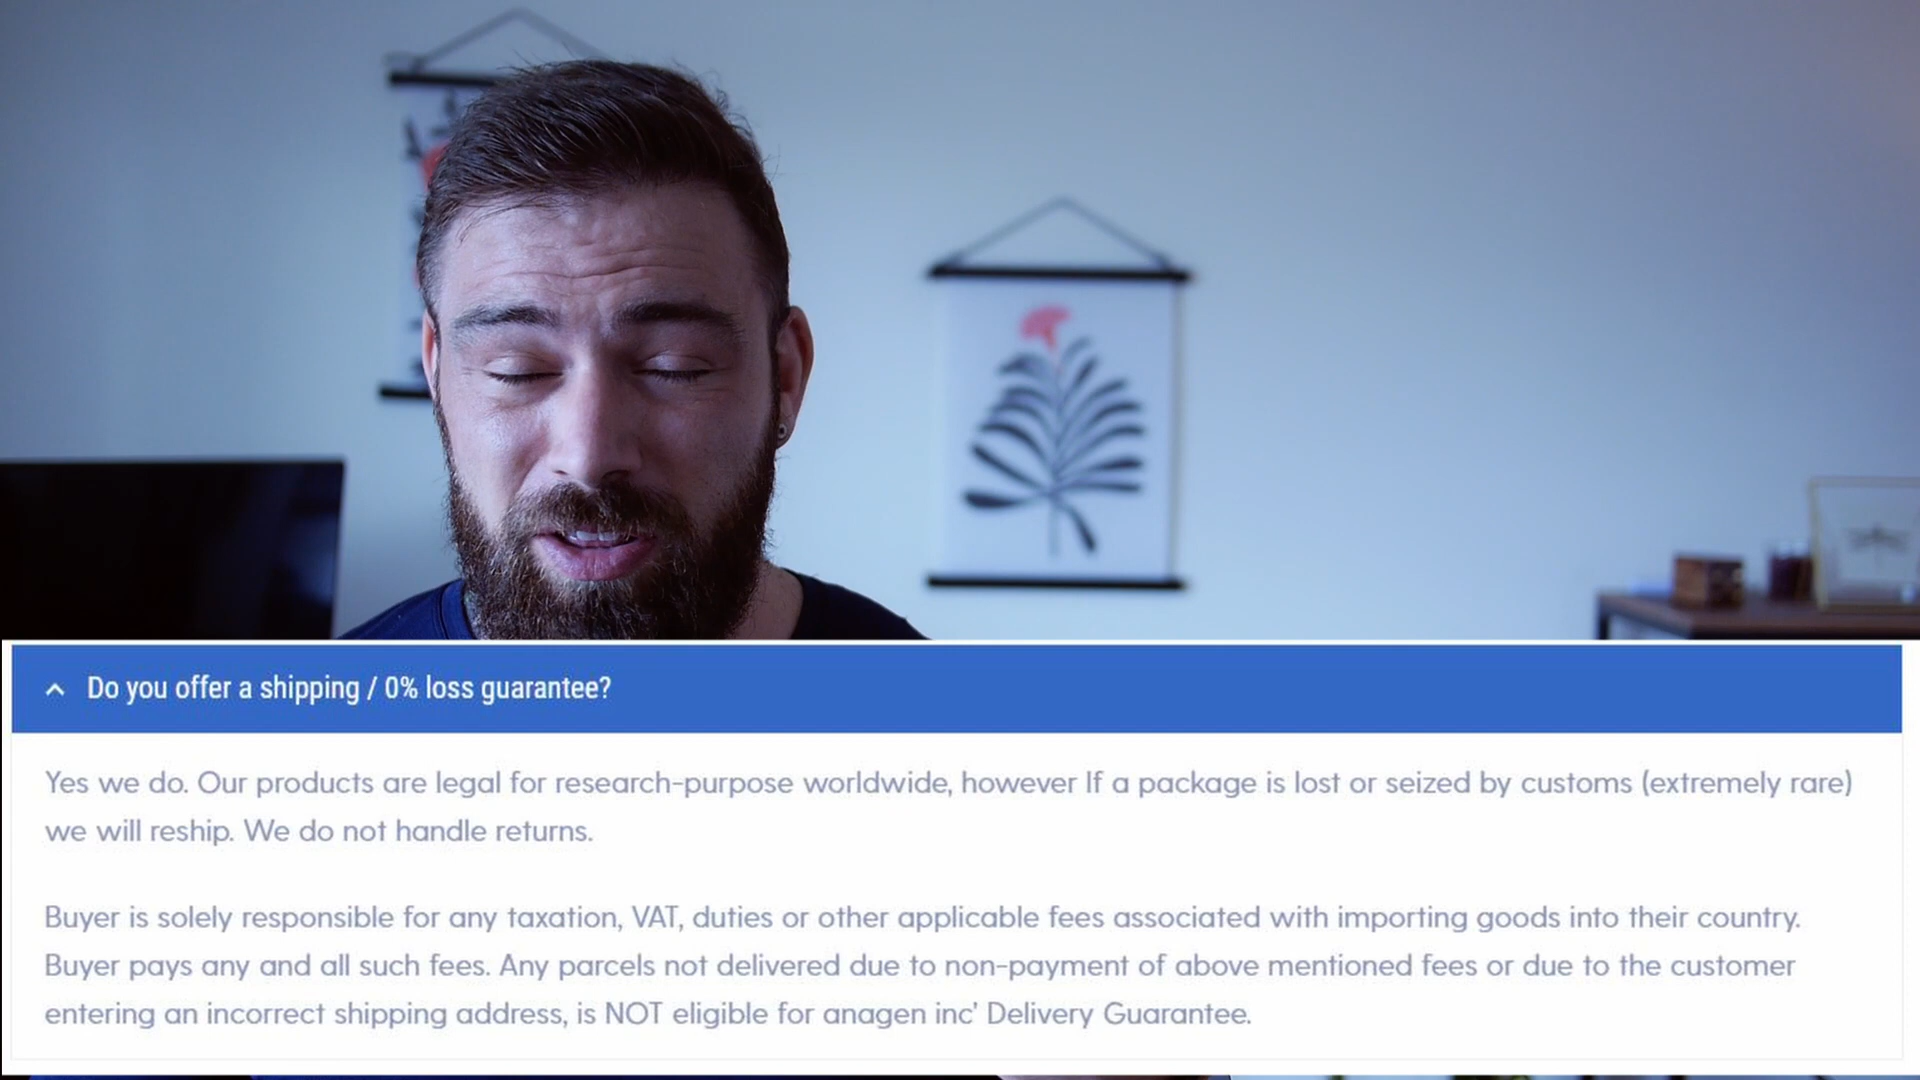 Do you offer a shipping / 0% loss guarantee?
Yes we do. Our products are legal for research-purpose worldwide, however If a package is lost or seized by customs (extremely rare)
we will reship. We do not handle returns.
Buyer is solely responsible for any taxation, VAT, duties or other applicable fees associated with importing goods into their country.
Buyer pays any and all such fees. Any parcels not delivered due to non-payment of above mentioned fees or due to the customer
entering an incorrect shipping address, is NOT eligible for anagen inc' Delivery Guarantee.